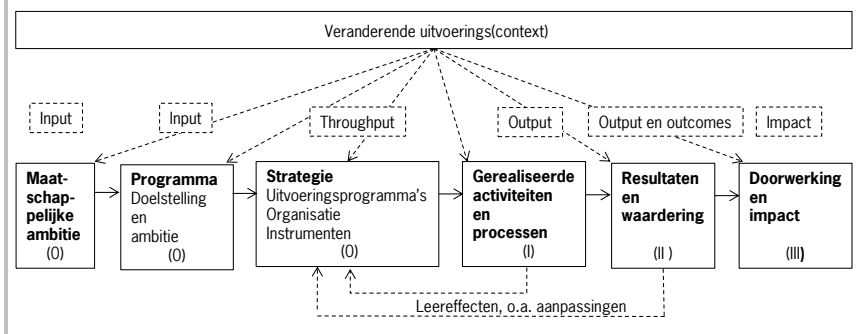 Veranderende uitvoerings(context)
Input
Input
Throughput
Output
Output en outcomes
Impact
Maat-
schap-
pelijke
ambitie
(0)
Programma
Doelstelling
en
ambitie
(0)
Strategie
Uitvoeringsprogramma's
Organisatie
Instrumenten
(0)
Gerealiseerde
activiteiten
en
processen
(I)
Resultaten
en
waardering
(II )
Doorwerking
en
impact
(III)
Leereffecten, o.a. aanpassingen